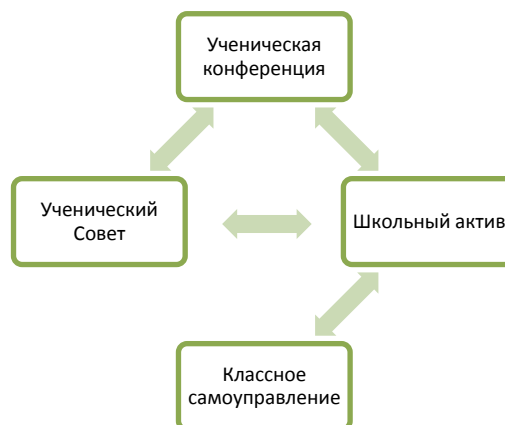 Ученическая
конференция
Ученический
Совет
Школьный актив
Классное
самоуправление